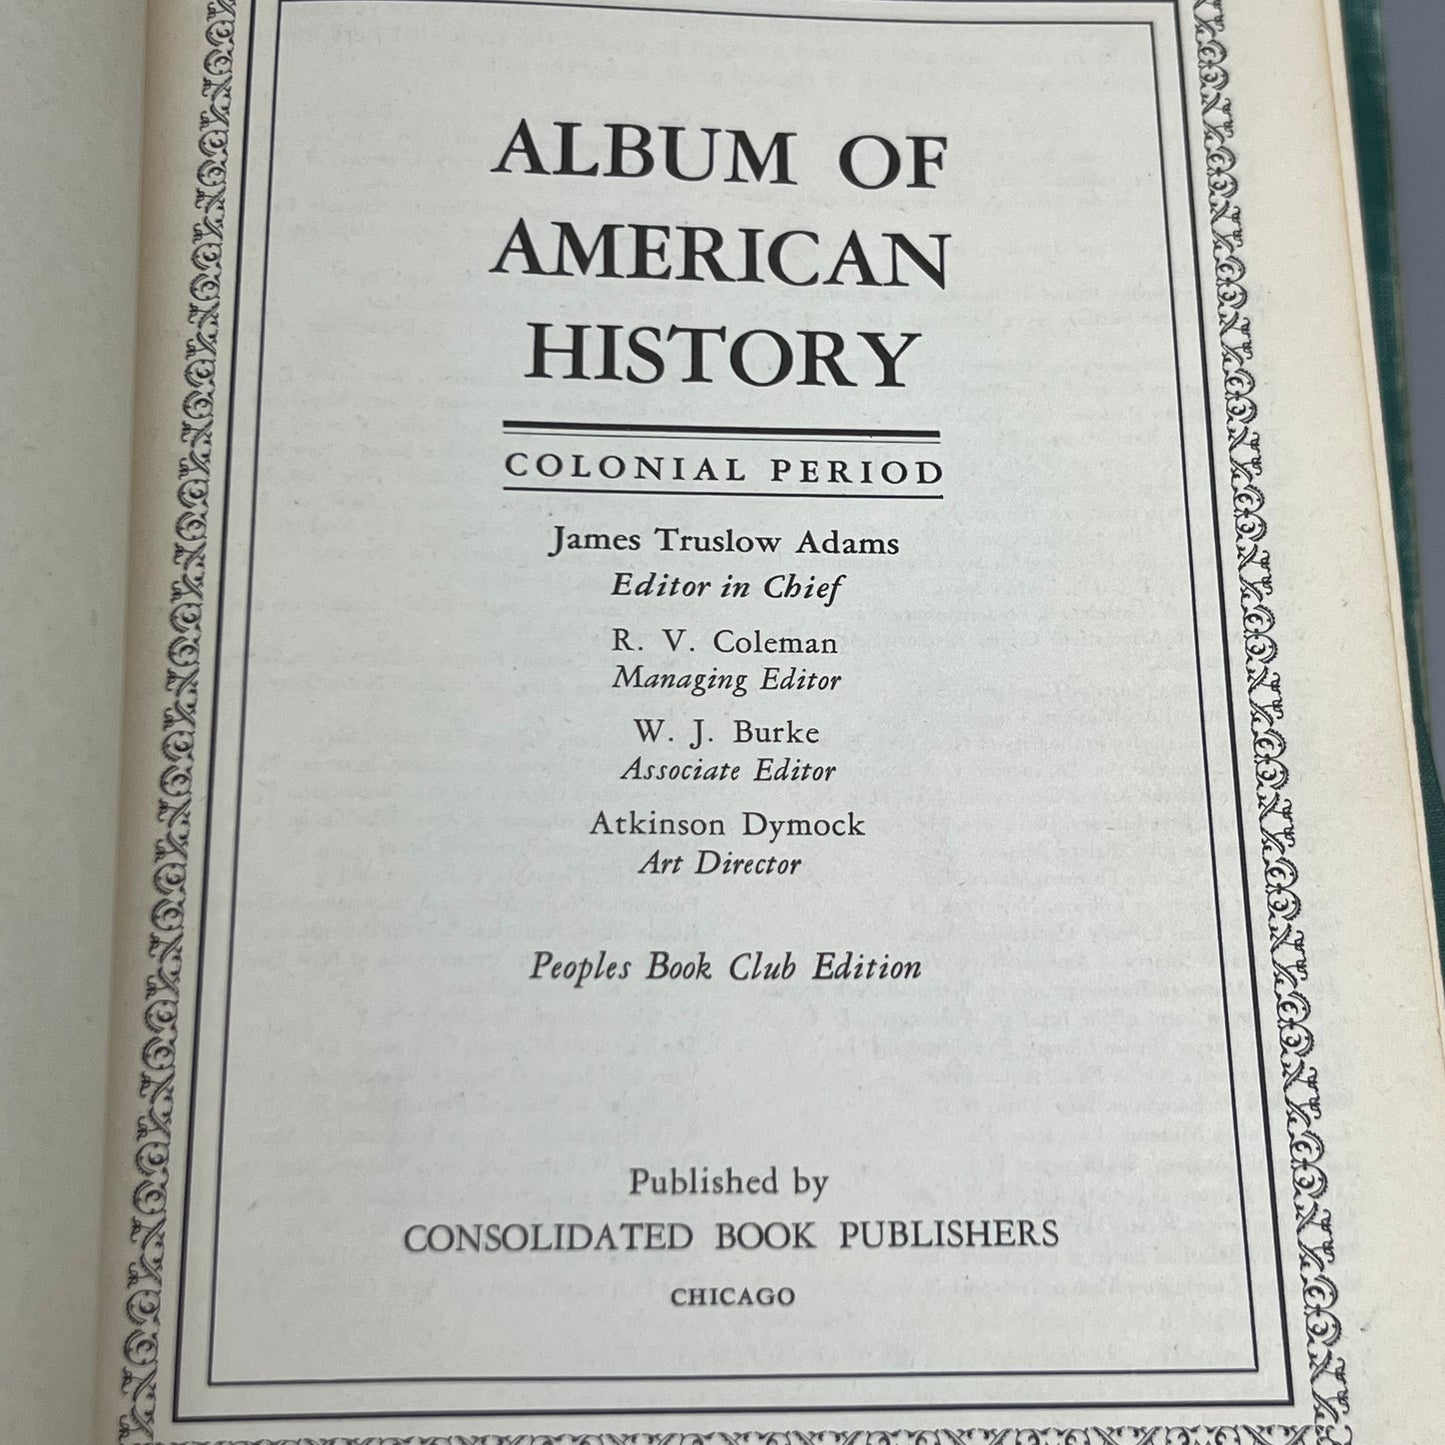 ALBUM OF
AMERICAN
HISTORY
COLONIAL PERIOD
James Truslow Adams
Editor in Chief
R. V. Coleman
Managing Editor
W. J. Burke
Associate Editor
Atkinson Dymock
Art Director
Peoples Book Club Edition
Published by
CONSOLIDATED BOOK PUBLISHERS
CHICAGO